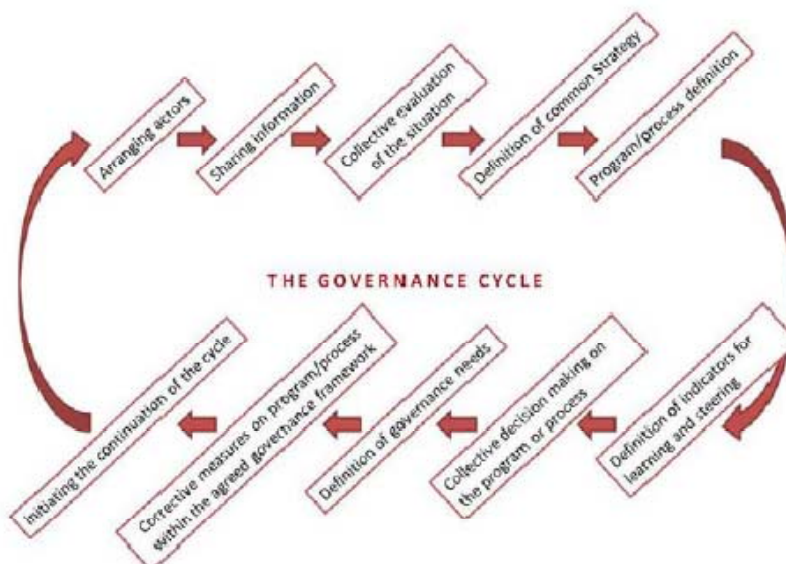 Arranging actors
Sharing information
Collective evaluation
of the situation
Definition of common Strategy
Program/process definition
THE GOVERNANCE CYCLE
Definition of indicators for
learning and steering
Collective decision making on
the program or process
Definition of governance needs
Corrective measures on program/process
Within the agreed governance framework
Initiating the continuation of the cycle